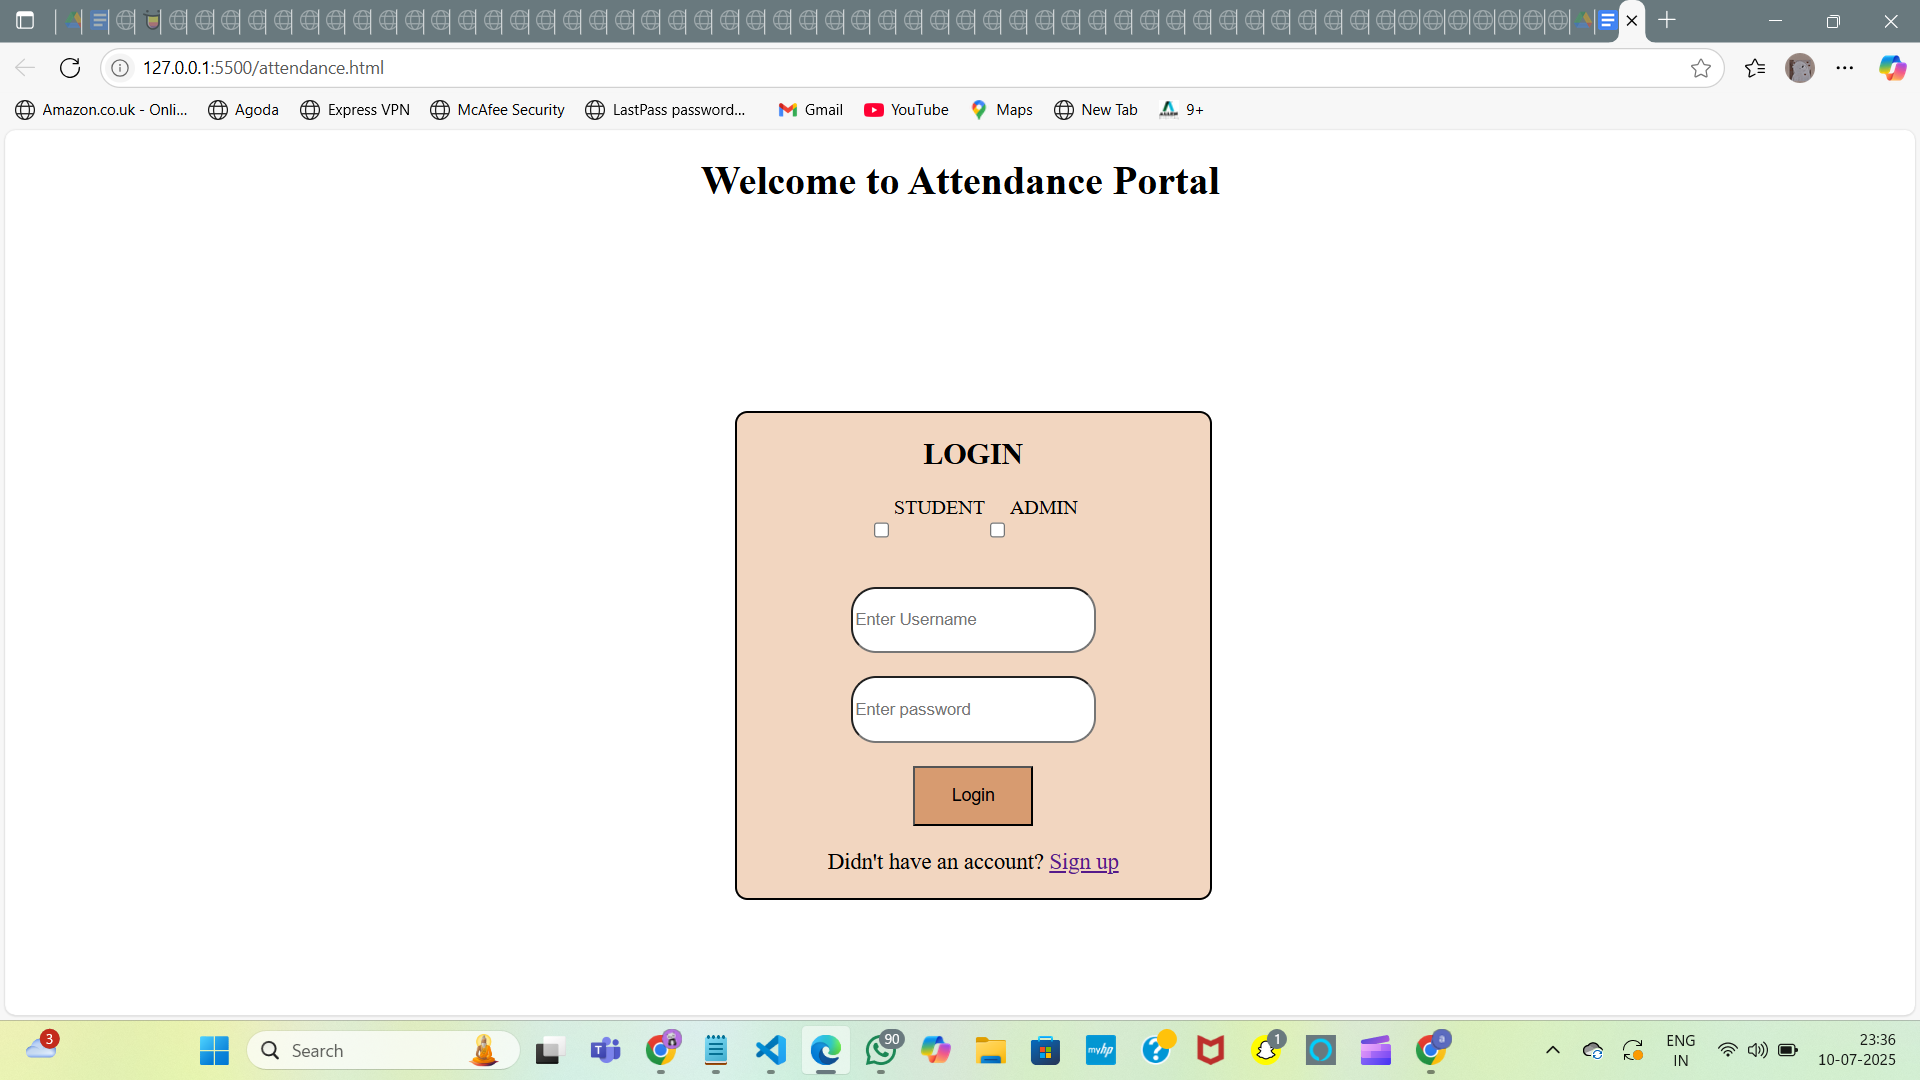 127.0.0.1:5500/attendance.html
Amazon.co.uk - Onli... Agoda Express VPN McAfee Security LastPass password... Gmail YouTube Maps New Tab 9+
Welcome to Attendance Portal
LOGIN
STUDENT ADMIN
Enter Username
Enter password
Login
Didn't have an account? Sign up
3 Search 90 myhp 1 a ENG 23:36
IN 10-07-2025